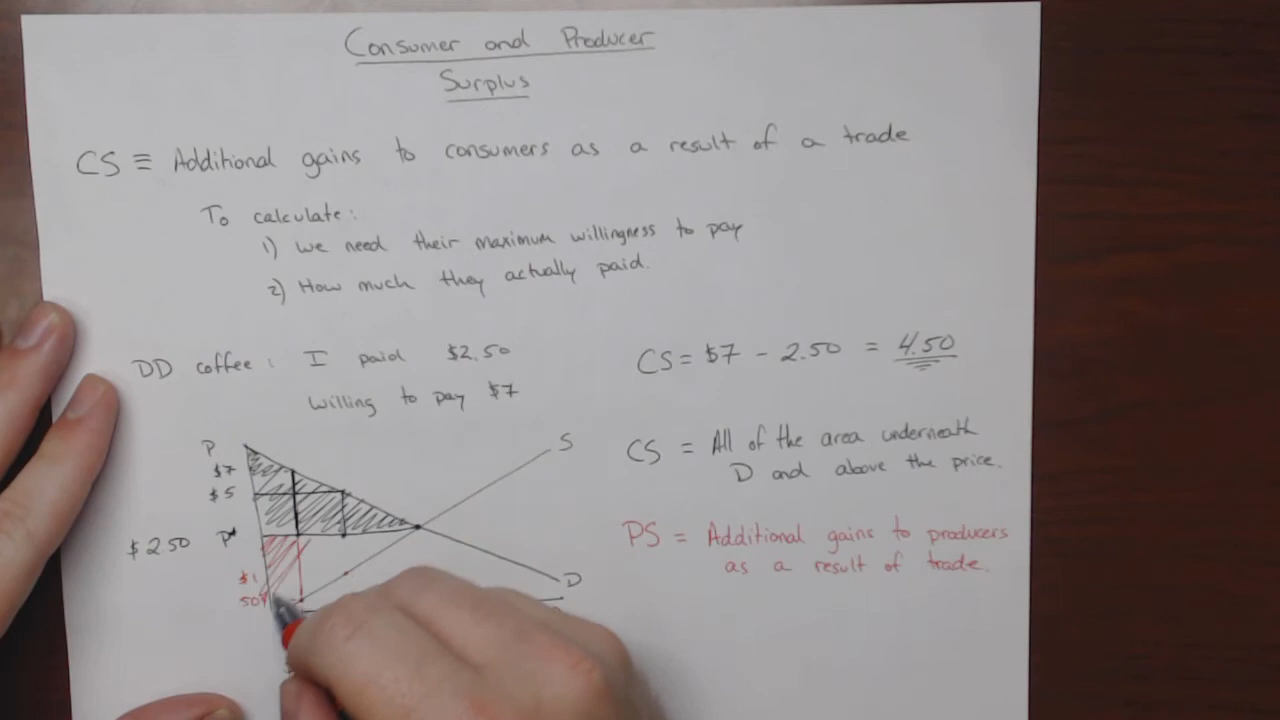 Consumer and Producer
Surplus
CS ≡ Additional gains to consumers as a result of a trade
To calculate:
1) we need their maximum willingness to pay
2) How much they actually paid.
DD coffee: I paid $2.50
willing to pay $7
CS = $7 - 2.50 = 4.50
CS = All of the area underneath
D and above the price.
PS = Additional gains to producers
as a result of trade.
P
S
$7
$5
$2.50 P*
$1
50¢
D